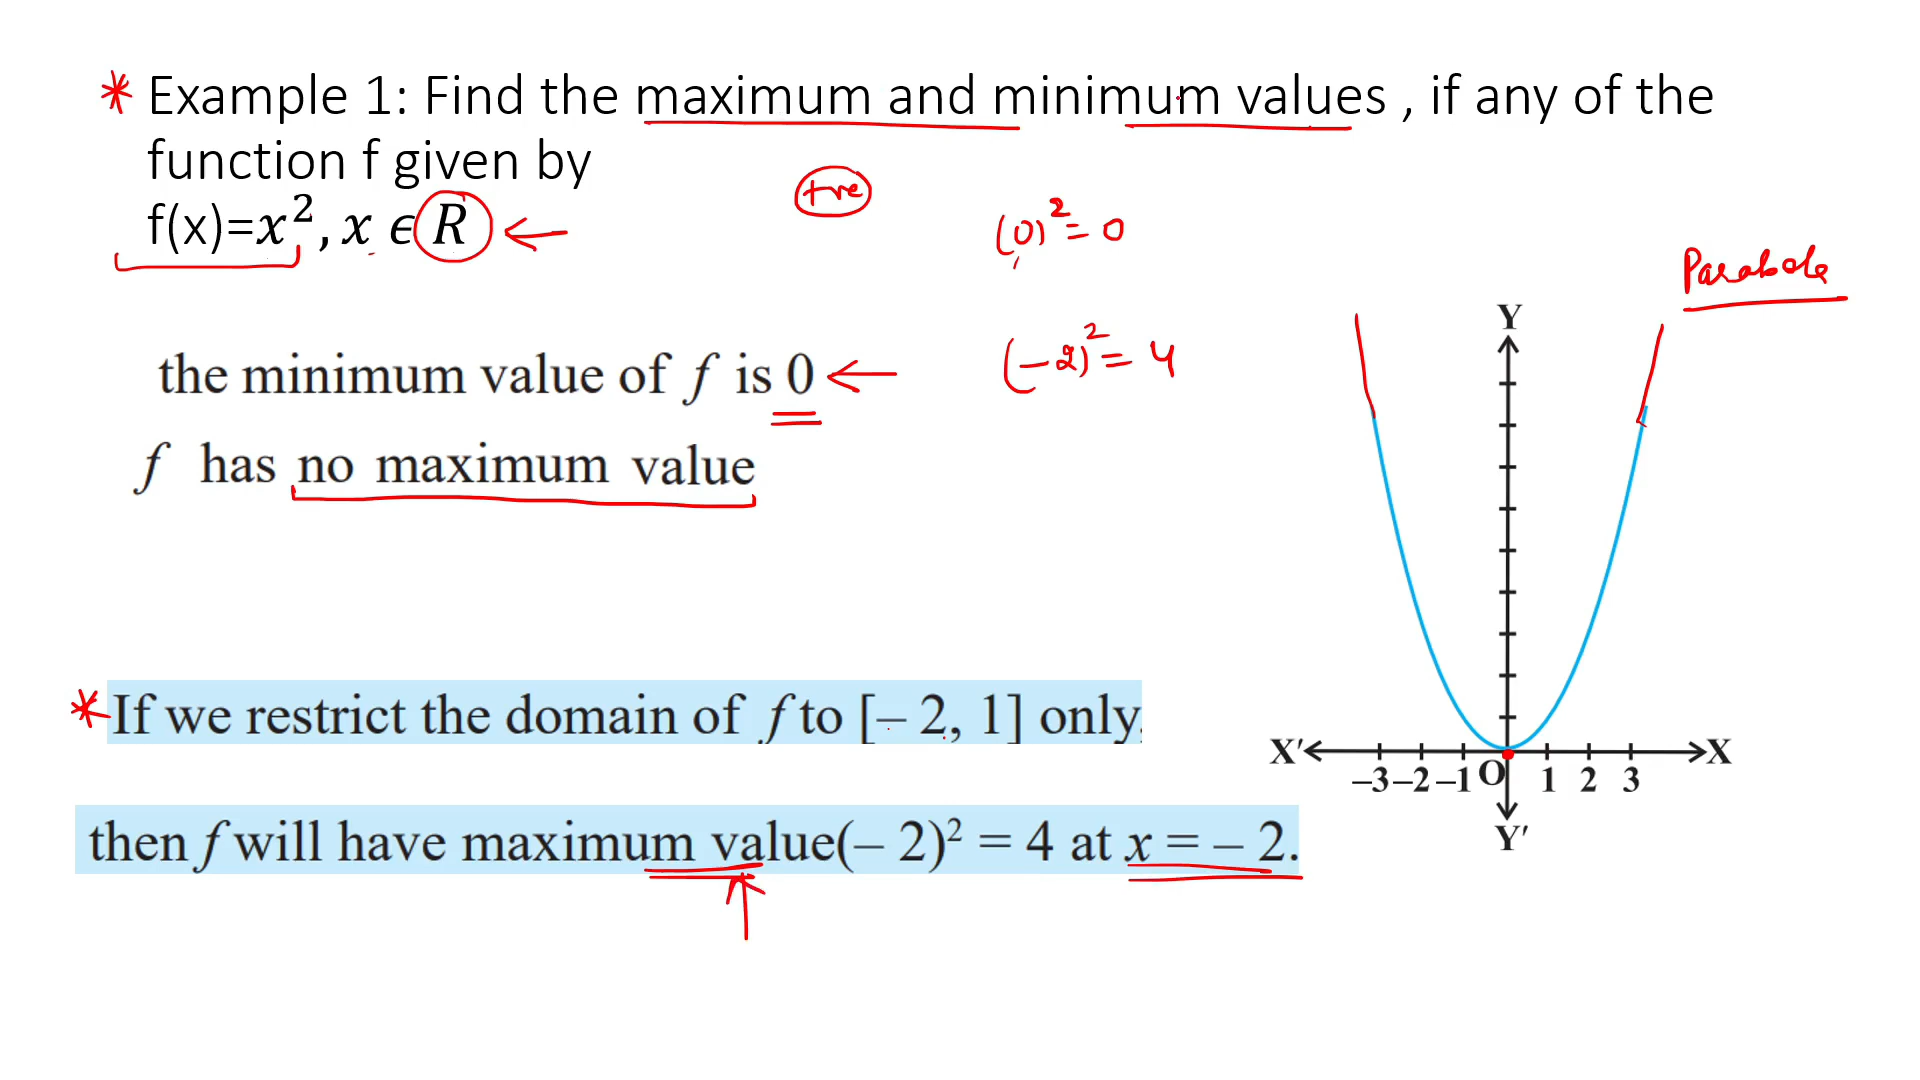 * Example 1: Find the maximum and minimum values , if any of the
function f given by
f(x)=x², x ϵ R
+ve
(0)² = 0
Parabola
(-2)² = 4
the minimum value of f is 0
f has no maximum value
* If we restrict the domain of f to [– 2, 1] only,
then f will have maximum value(– 2)² = 4 at x = – 2.
Y
X′ X
–3 –2 –1 O 1 2 3
Y′